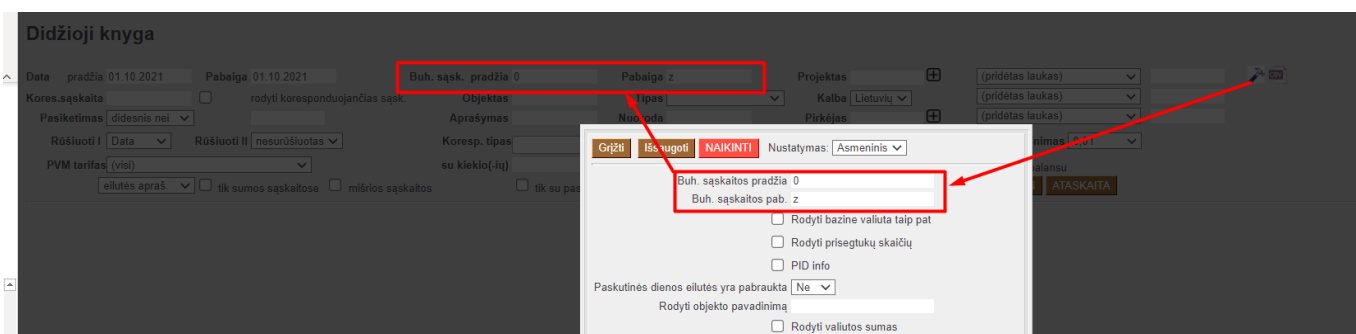 Didžioji knyga
Data pradžia 01.10.2021 Pabaiga 01.10.2021 Buh. sąsk. pradžia 0 Pabaiga z Projektas (pridėtas laukas)
Kores.sąskaita rodyti koresponduojančias sąsk. Objektas Tipas Kalba Lietuvių (pridėtas laukas)
Pasikeitimas didesnis nei Aprašymas Nuoroda Pirkėjas (pridėtas laukas)
Rūšiuoti I Data Rūšiuoti II nesurūšiuotas Koresp. tipas
PVM tarifas (visi) su kiekio(-ių)
eilutės apraš. tik sumos sąskaitose mišrios sąskaitos tik su ATASKAITA
Grįžti Išsaugoti NAIKINTI Nustatymas: Asmeninis
Buh. sąskaitos pradžia 0
Buh. sąskaitos pab. z
Rodyti bazine valiuta taip pat
Rodyti prisegtukų skaičių
PID info
Paskutinės dienos eilutės yra pabraukta Ne
Rodyti objekto pavadinimą
Rodyti valiutos sumas